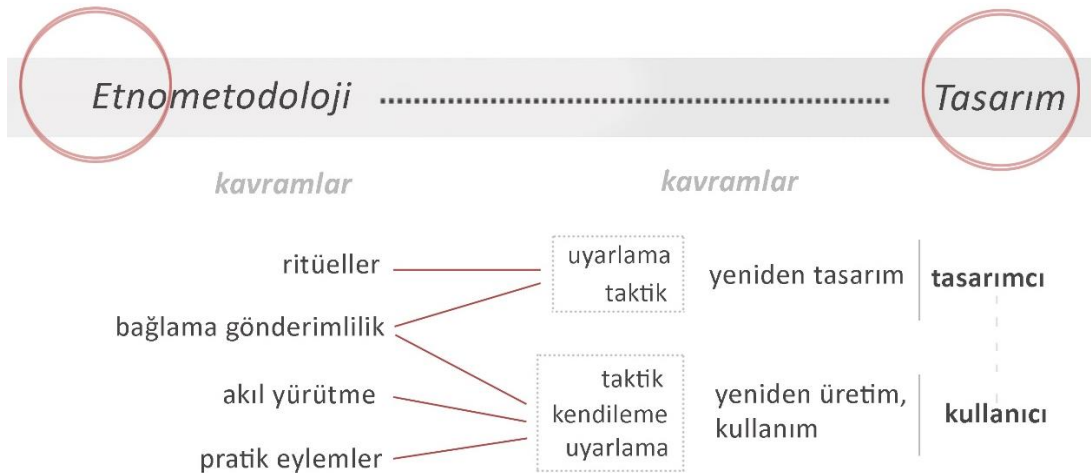 Etnometodoloji
Tasarım
kavramlar
kavramlar
ritüeller
bağlama gönderimlilik
akıl yürütme
pratik eylemler
uyarlama
taktik
yeniden tasarım
tasarımcı
taktik
kendileme
uyarlama
yeniden üretim,
kullanım
kullanıcı